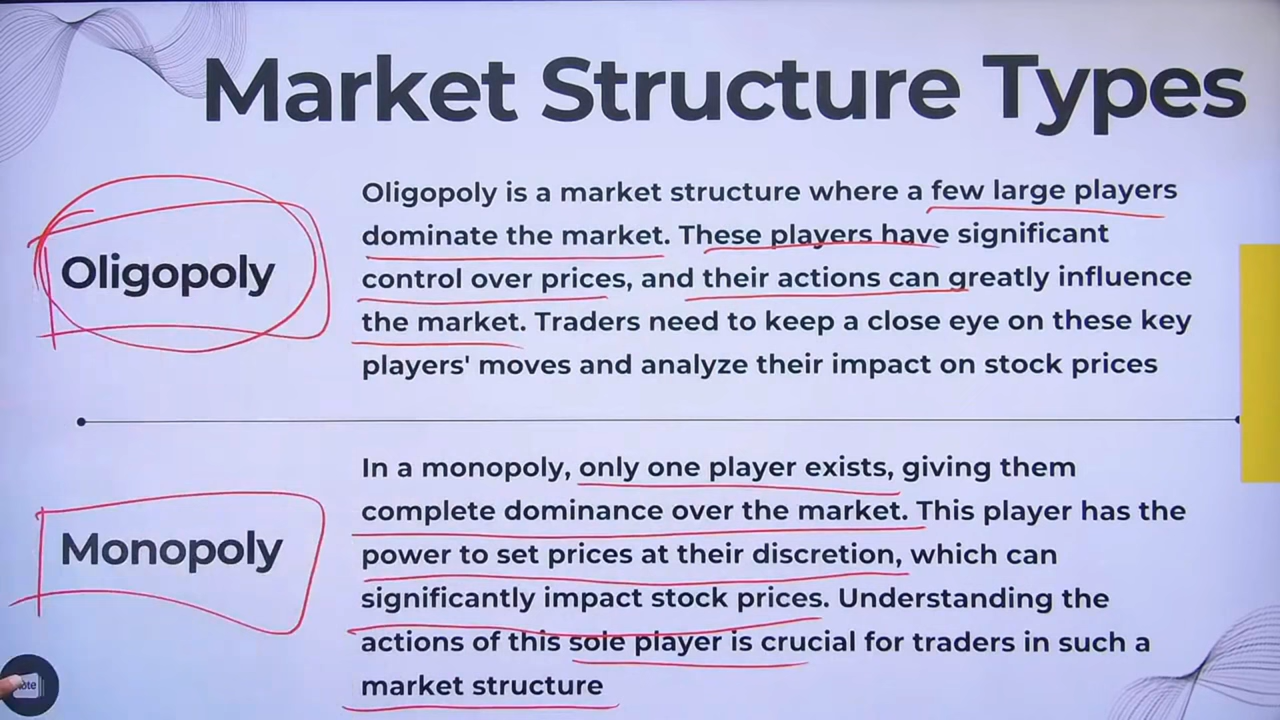 Market Structure Types
Oligopoly
Oligopoly is a market structure where a few large players
dominate the market. These players have significant
control over prices, and their actions can greatly influence
the market. Traders need to keep a close eye on these key
players' moves and analyze their impact on stock prices
Monopoly
In a monopoly, only one player exists, giving them
complete dominance over the market. This player has the
power to set prices at their discretion, which can
significantly impact stock prices. Understanding the
actions of this sole player is crucial for traders in such a
market structure